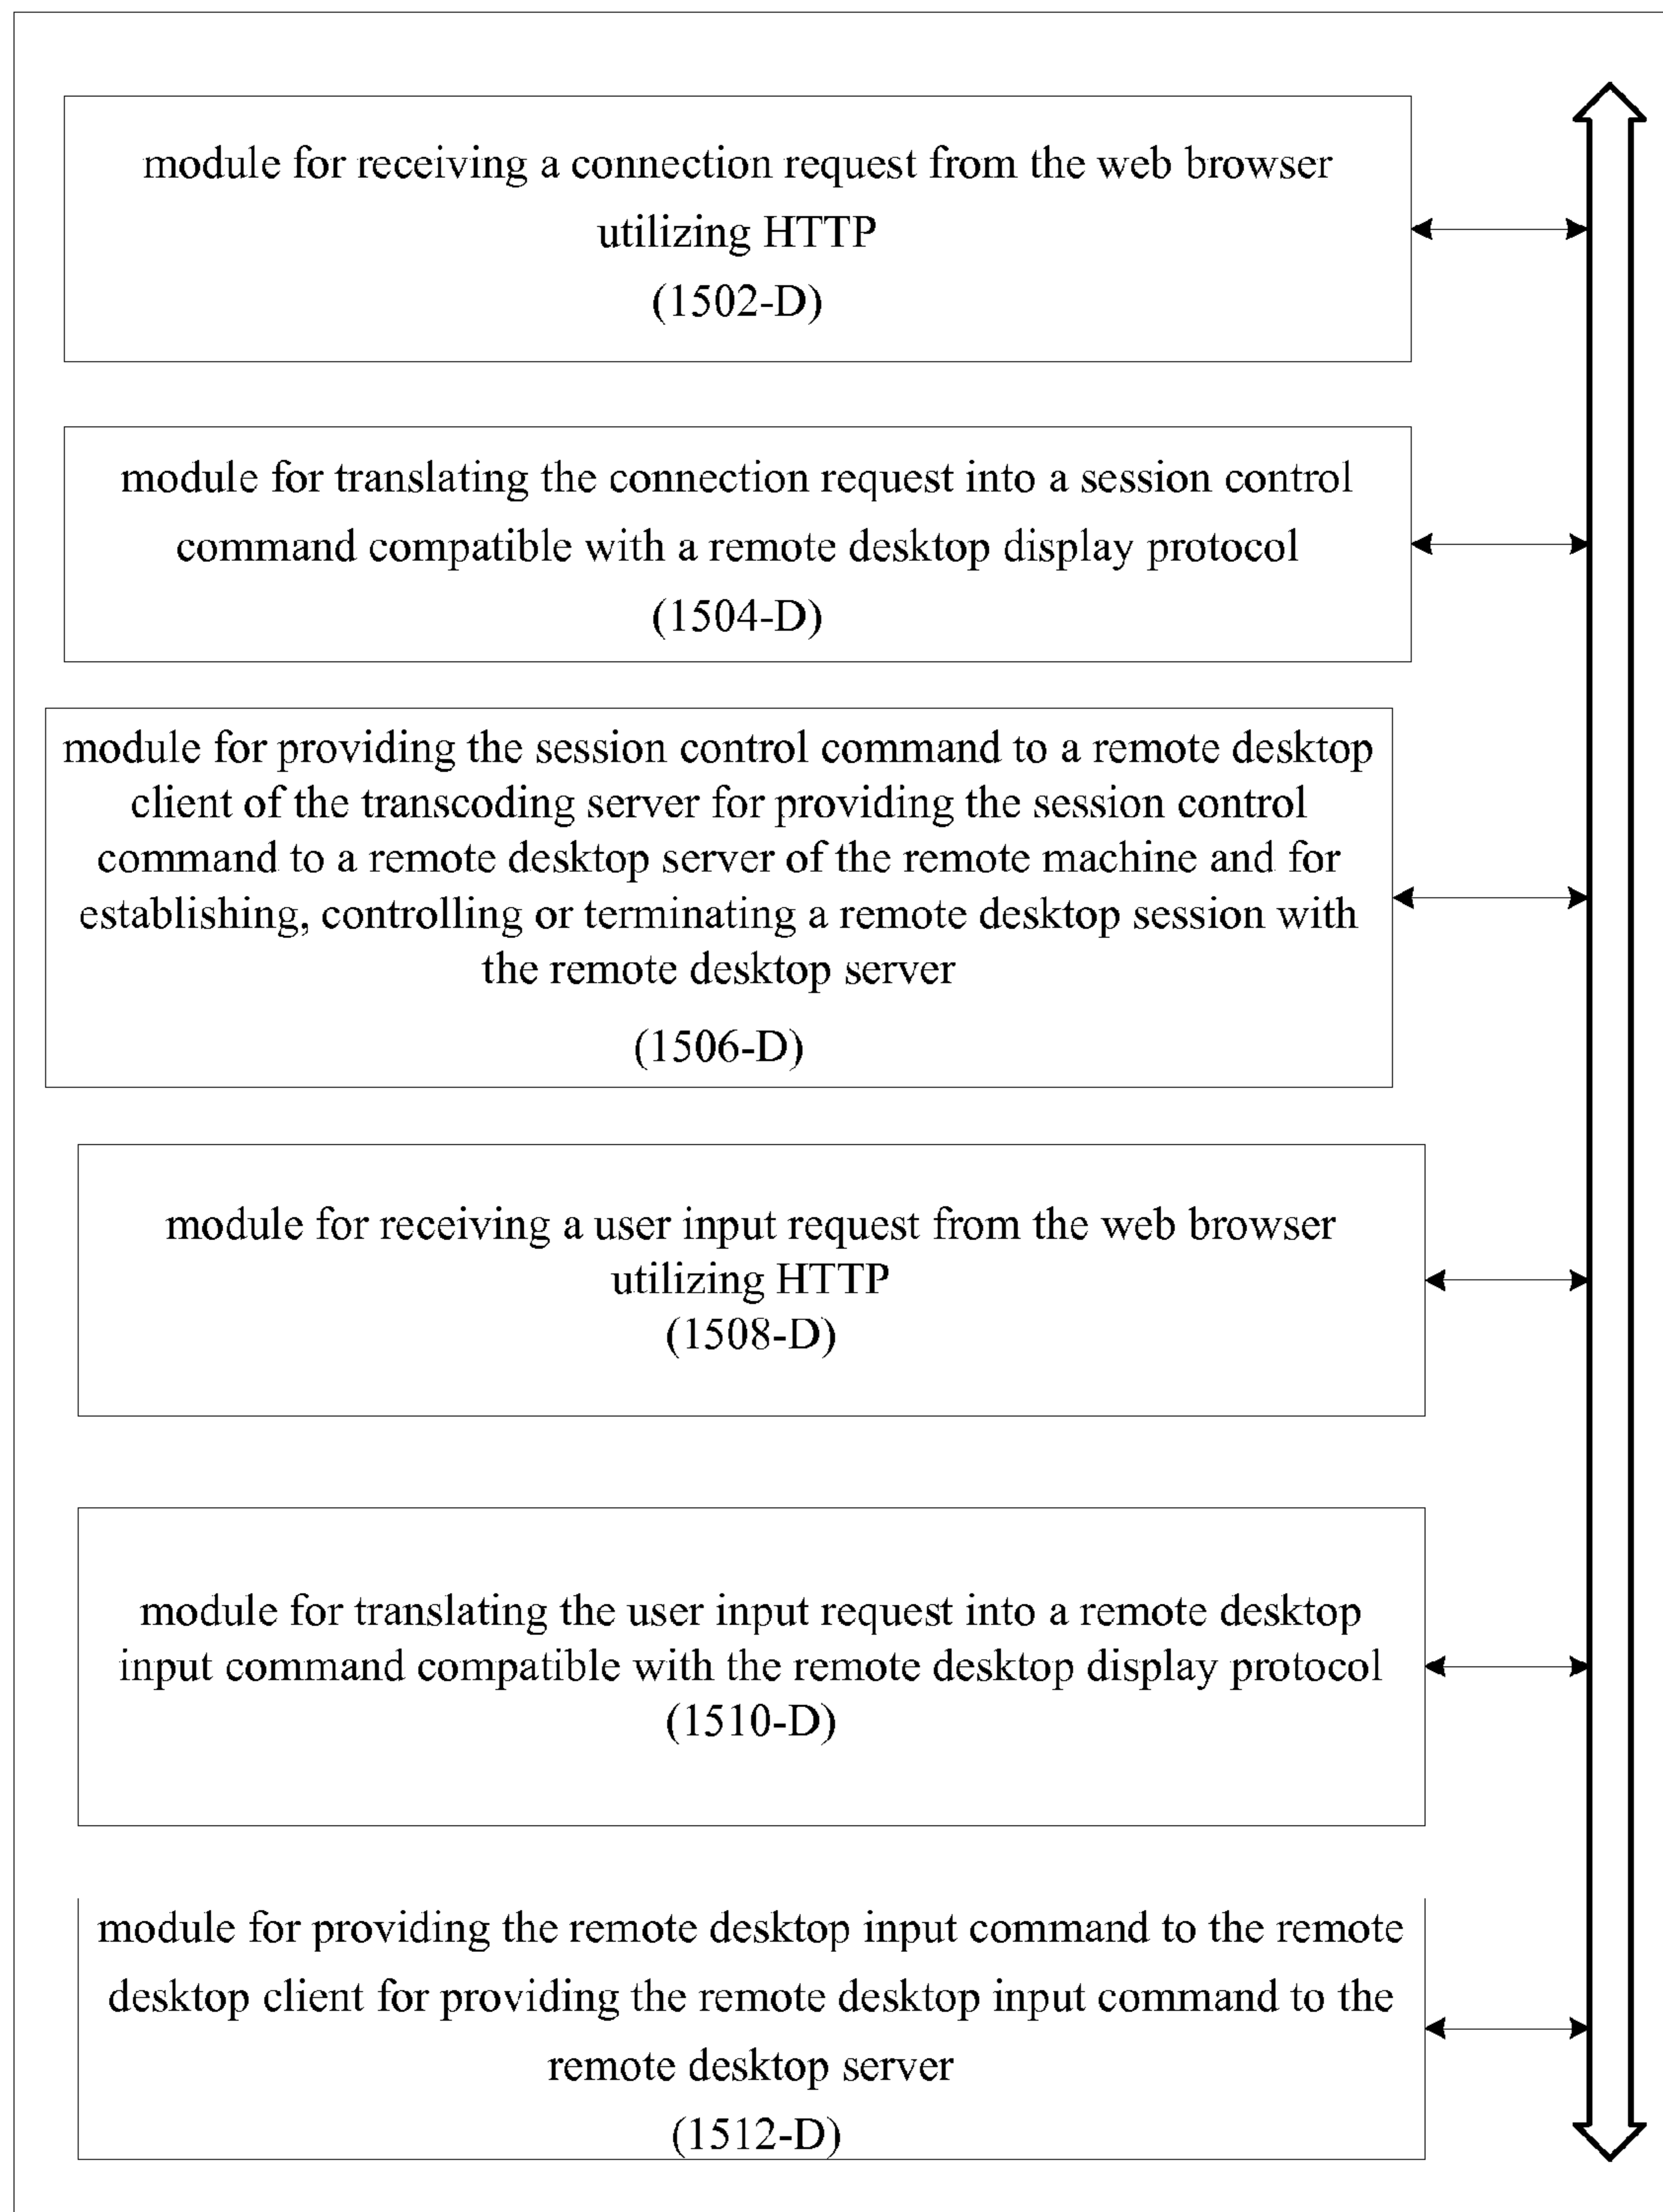 module for receiving a connection request from the web browser
utilizing HTTP
(1502-D)
module for translating the connection request into a session control
command compatible with a remote desktop display protocol
(1504-D)
module for providing the session control command to a remote desktop
client of the transcoding server for providing the session control
command to a remote desktop server of the remote machine and for
establishing, controlling or terminating a remote desktop session with
the remote desktop server
(1506-D)
module for receiving a user input request from the web browser
utilizing HTTP
(1508-D)
module for translating the user input request into a remote desktop
input command compatible with the remote desktop display protocol
(1510-D)
module for providing the remote desktop input command to the remote
desktop client for providing the remote desktop input command to the
remote desktop server
(1512-D)